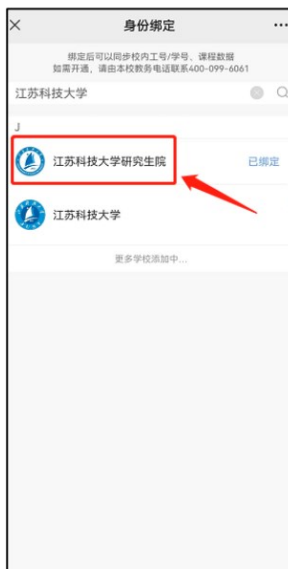 身份绑定
绑定后可以同步校内工号/学号、课程数据
如需开通，请由本校教务电话联系400-099-6061
江苏科技大学
J
江苏科技大学研究生院
已绑定
江苏科技大学
更多学校添加中...